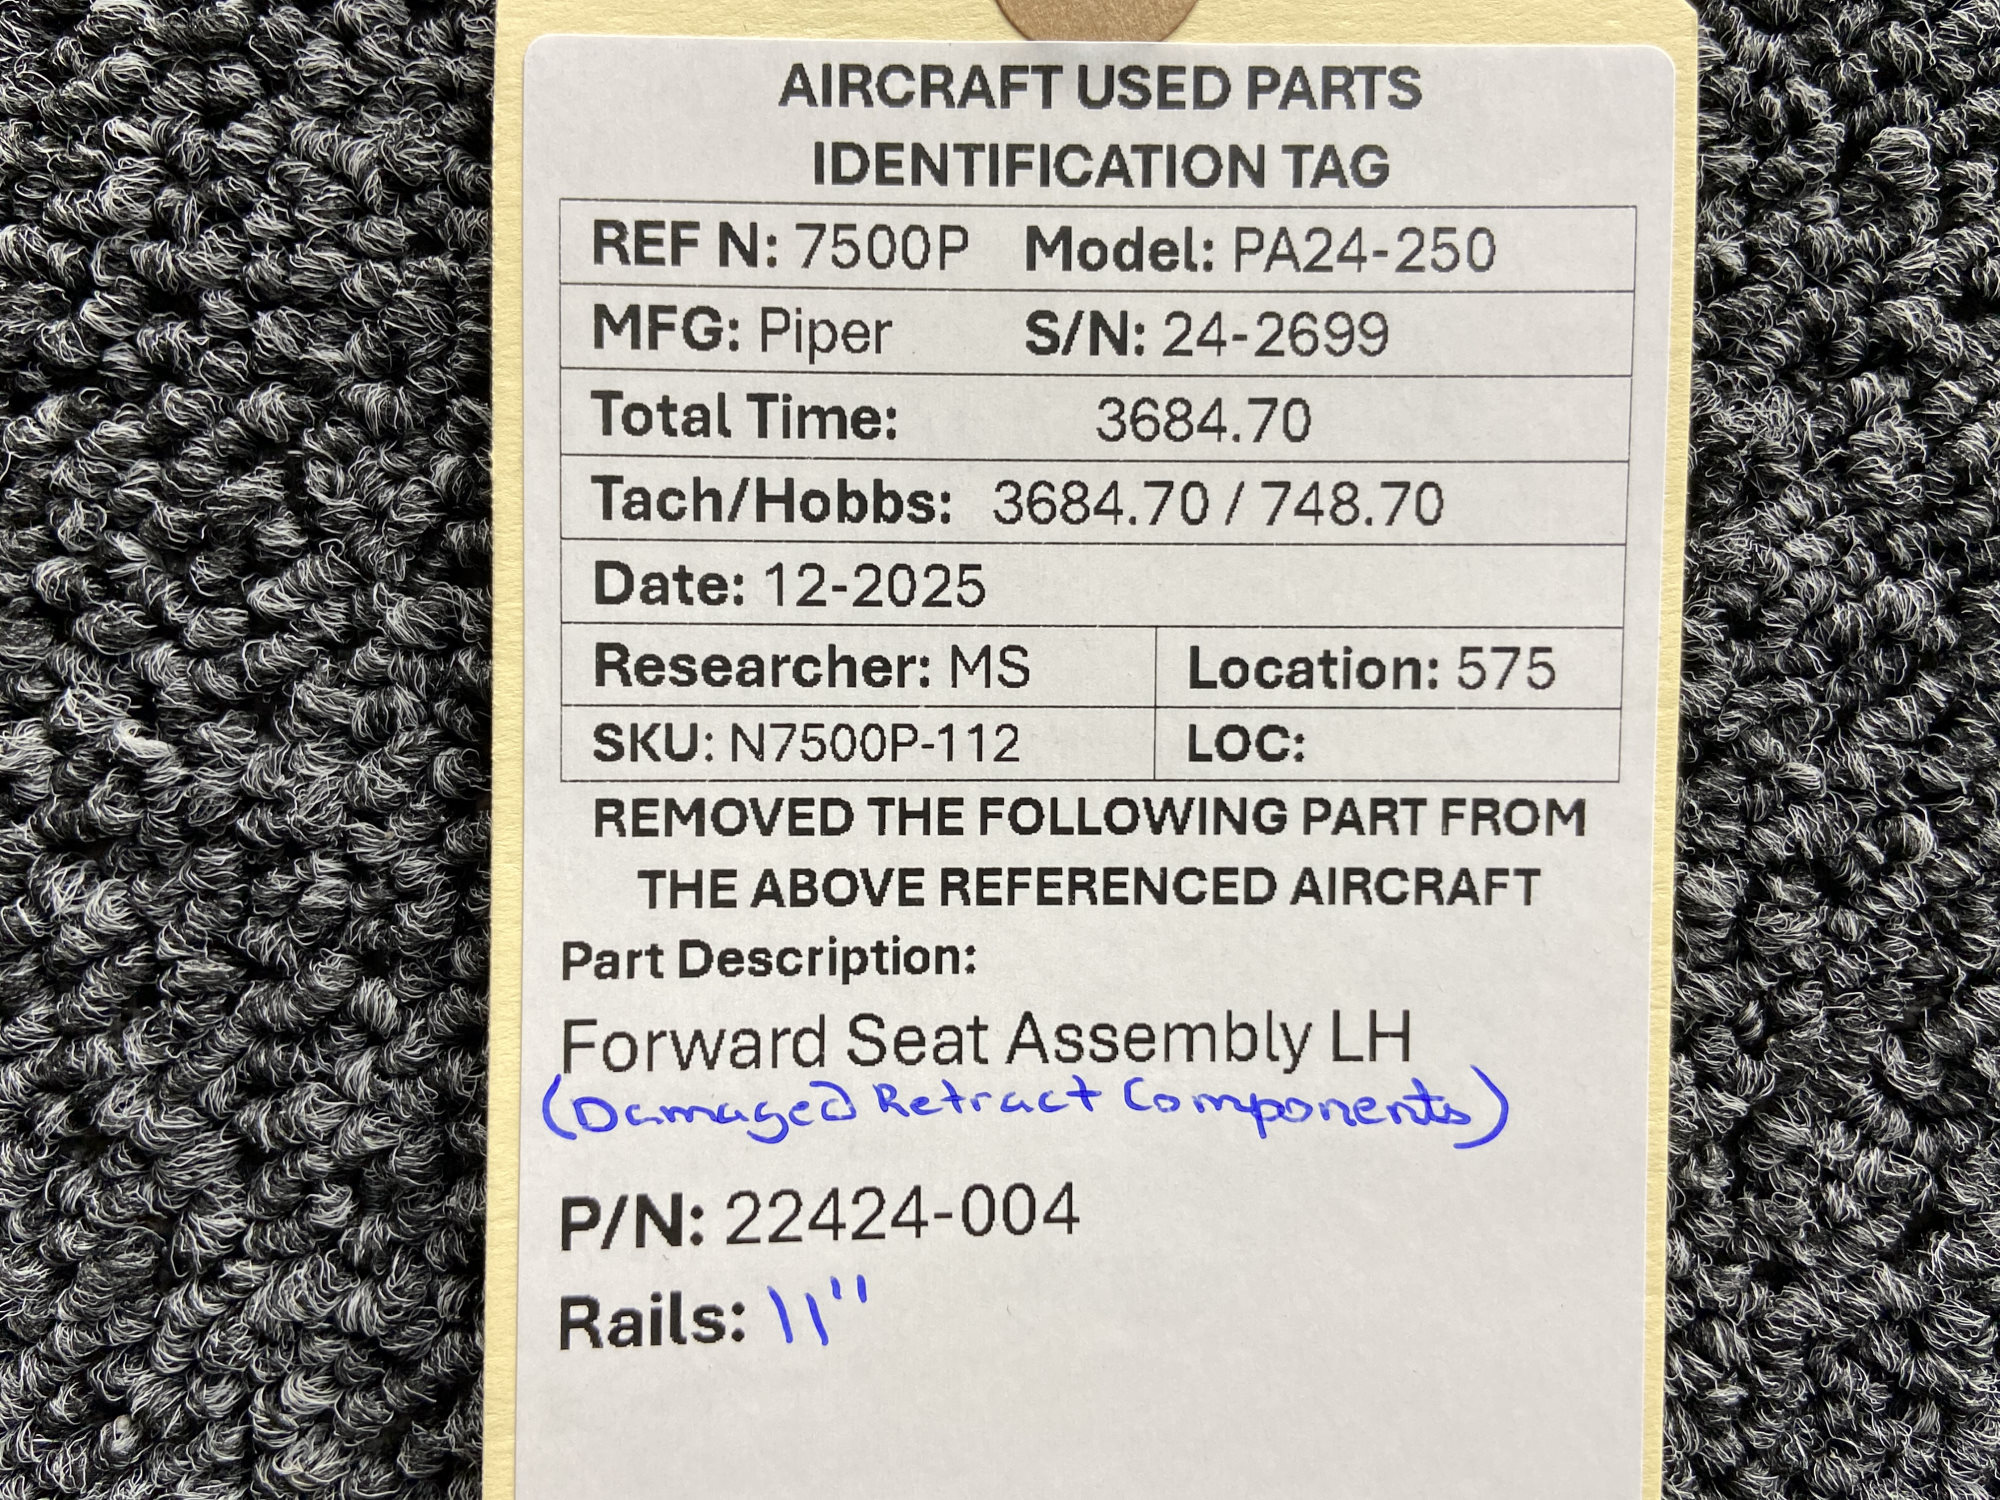 AIRCRAFT USED PARTS
IDENTIFICATION TAG
REF N: 7500P Model: PA24-250
MFG: Piper S/N: 24-2699
Total Time: 3684.70
Tach/Hobbs: 3684.70 / 748.70
Date: 12-2025
Researcher: MS Location: 575
SKU: N7500P-112 LOC:
REMOVED THE FOLLOWING PART FROM
THE ABOVE REFERENCED AIRCRAFT
Part Description:
Forward Seat Assembly LH
(Damaged Retract Components)
P/N: 22424-004
Rails: 11"